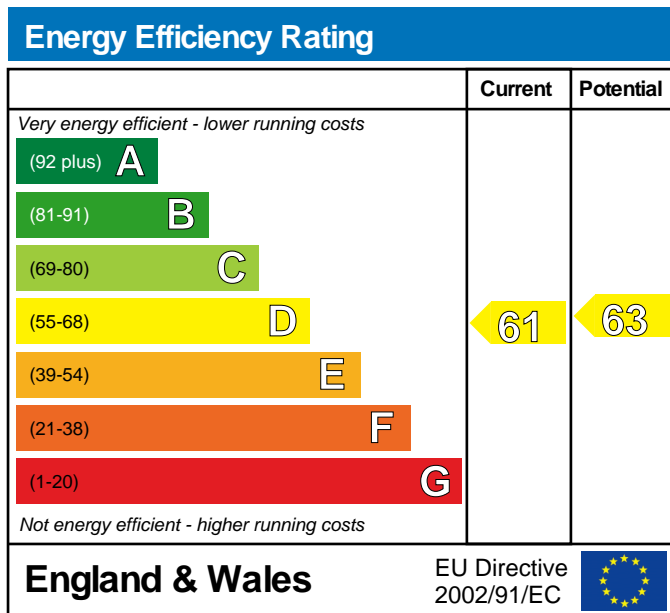 Energy Efficiency Rating
Current Potential
Very energy efficient - lower running costs
(92 plus) A
(81-91) B
(69-80) C
(55-68) D 61 63
(39-54) E
(21-38) F
(1-20) G
Not energy efficient - higher running costs
England & Wales
EU Directive
2002/91/EC